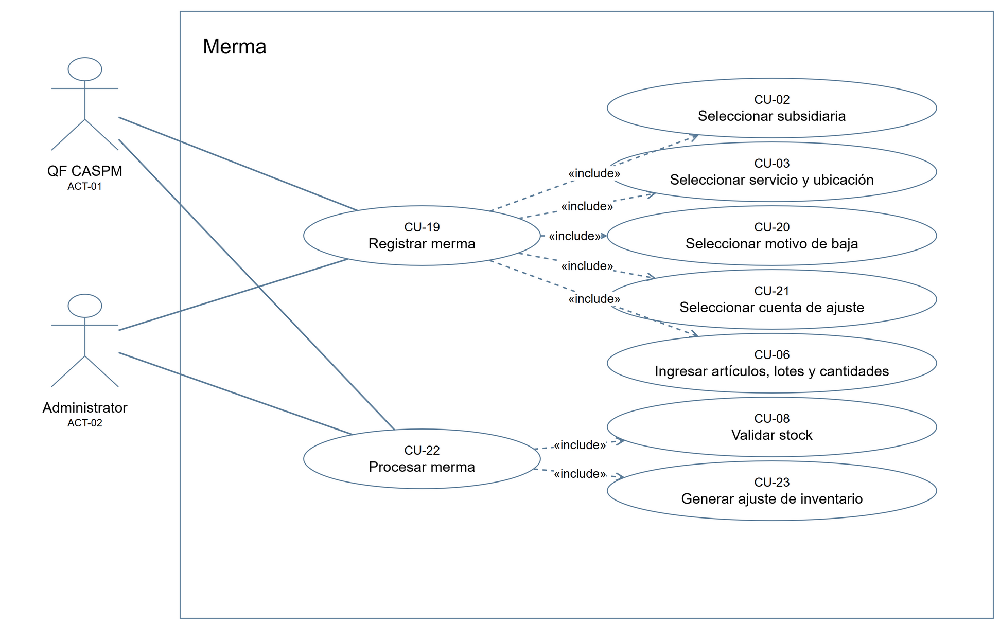 Merma
QF CASPM
ACT-01
Administrator
ACT-02
CU-19
Registrar merma
CU-22
Procesar merma
«include»
«include»
«include»
«include»
«include»
«include»
«include»
CU-02
Seleccionar subsidiaria
CU-03
Seleccionar servicio y ubicación
CU-20
Seleccionar motivo de baja
CU-21
Seleccionar cuenta de ajuste
CU-06
Ingresar artículos, lotes y cantidades
CU-08
Validar stock
CU-23
Generar ajuste de inventario